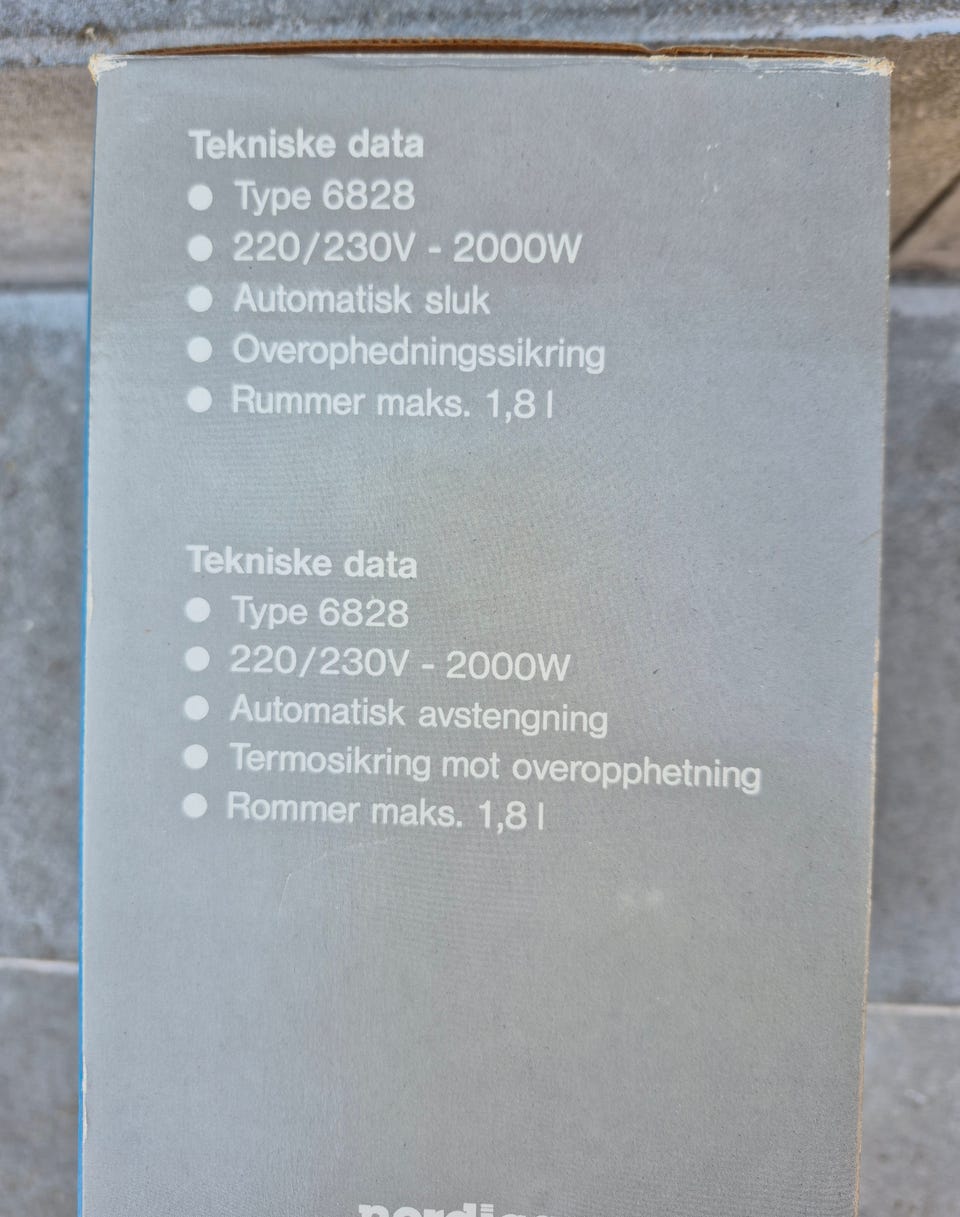 Tekniske data
● Type 6828
● 220/230V - 2000W
● Automatisk sluk
● Overophedningssikring
● Rummer maks. 1,8 l
Tekniske data
● Type 6828
● 220/230V - 2000W
● Automatisk avstengning
● Termosikring mot overopphetning
● Rommer maks. 1,8 l